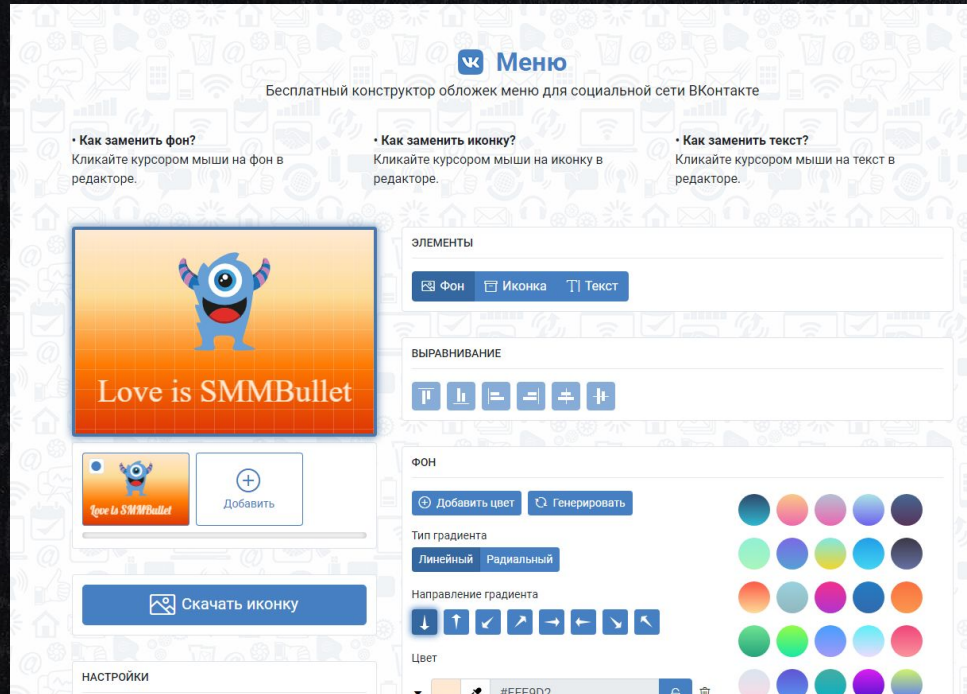 Меню
Бесплатный конструктор обложек меню для социальной сети ВКонтакте
• Как заменить фон?
Кликайте курсором мыши на фон в
редакторе.
• Как заменить иконку?
Кликайте курсором мыши на иконку в
редакторе.
• Как заменить текст?
Кликайте курсором мыши на текст в
редакторе.
Love is SMMBullet
Love is SMMBullet
Добавить
Скачать иконку
НАСТРОЙКИ
ЭЛЕМЕНТЫ
Фон Иконка Текст
ВЫРАВНИВАНИЕ
ФОН
Добавить цвет Генерировать
Тип градиента
Линейный Радиальный
Направление градиента
Цвет